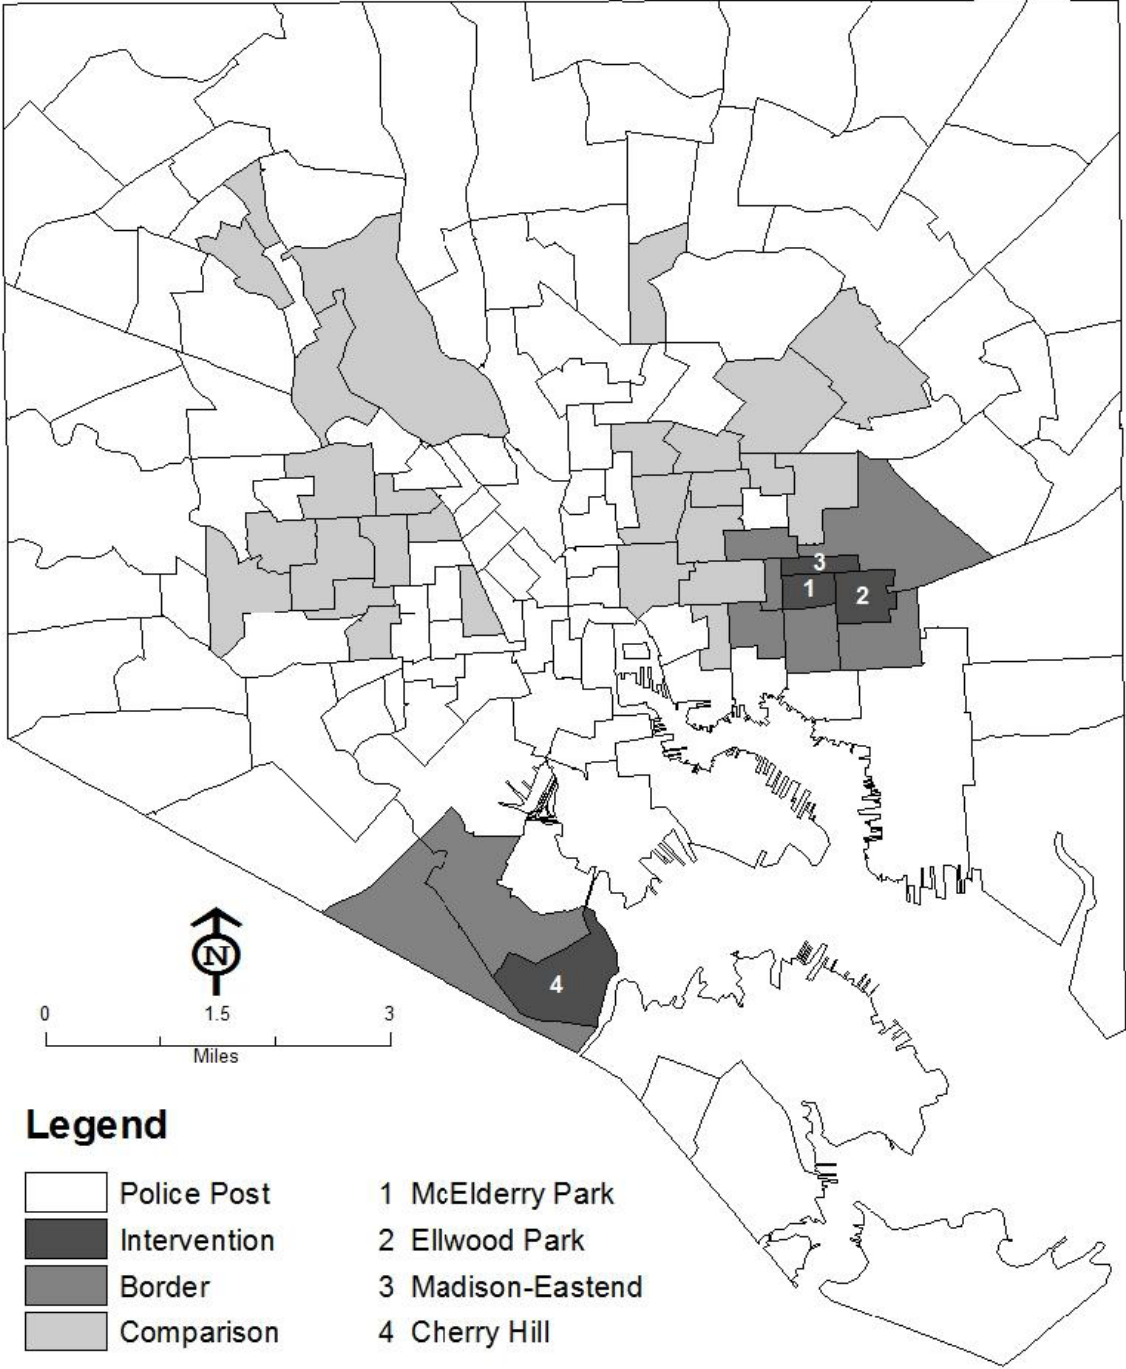 3
1
2
4
N
0 1.5 3
Miles
Legend
Police Post 1 McElderry Park
Intervention 2 Ellwood Park
Border 3 Madison-Eastend
Comparison 4 Cherry Hill